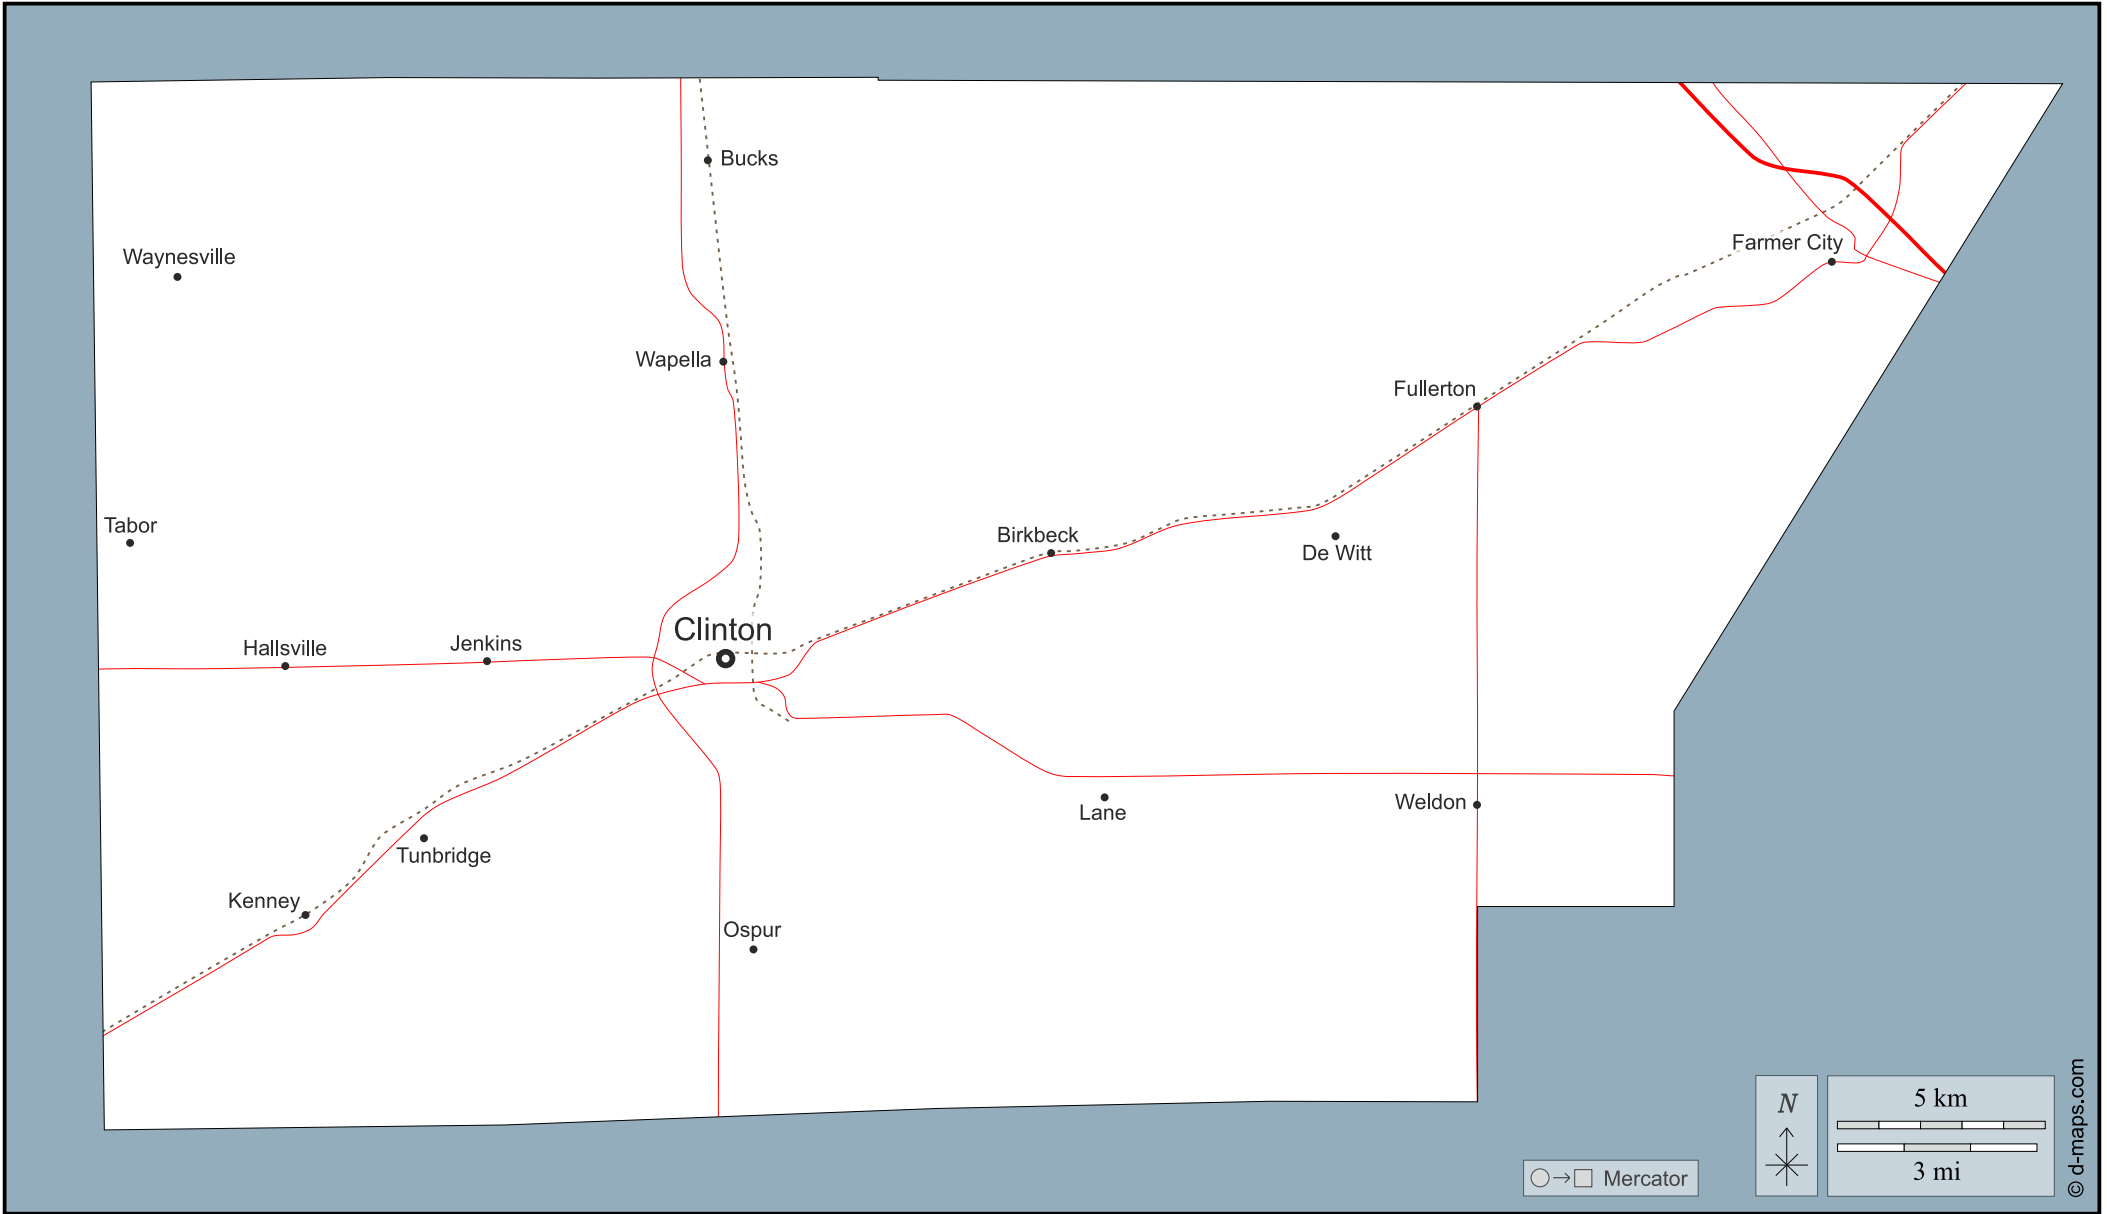 Bucks
Waynesville
Farmer City
Wapella
Fullerton
Tabor
Birkbeck
De Witt
Clinton
Hallsville
Jenkins
Weldon
Lane
Tunbridge
Kenney
Ospur
N
5 km
3 mi
Mercator
© d-maps.com